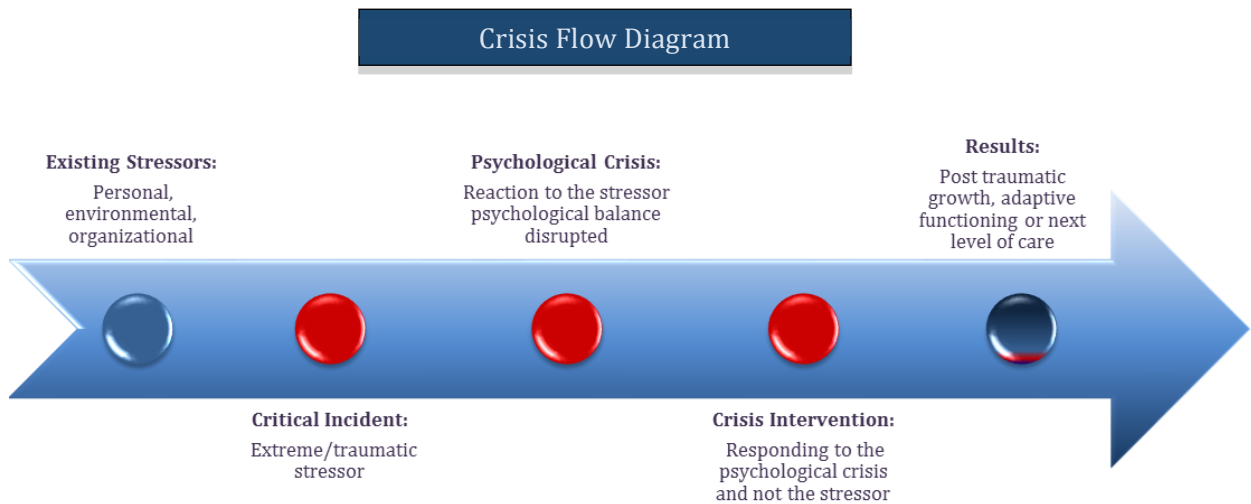 Crisis Flow Diagram
Existing Stressors:
Personal,
environmental,
organizational
Critical Incident:
Extreme/traumatic
stressor
Psychological Crisis:
Reaction to the stressor
psychological balance
disrupted
Crisis Intervention:
Responding to the
psychological crisis
and not the stressor
Results:
Post traumatic
growth, adaptive
functioning or next
level of care